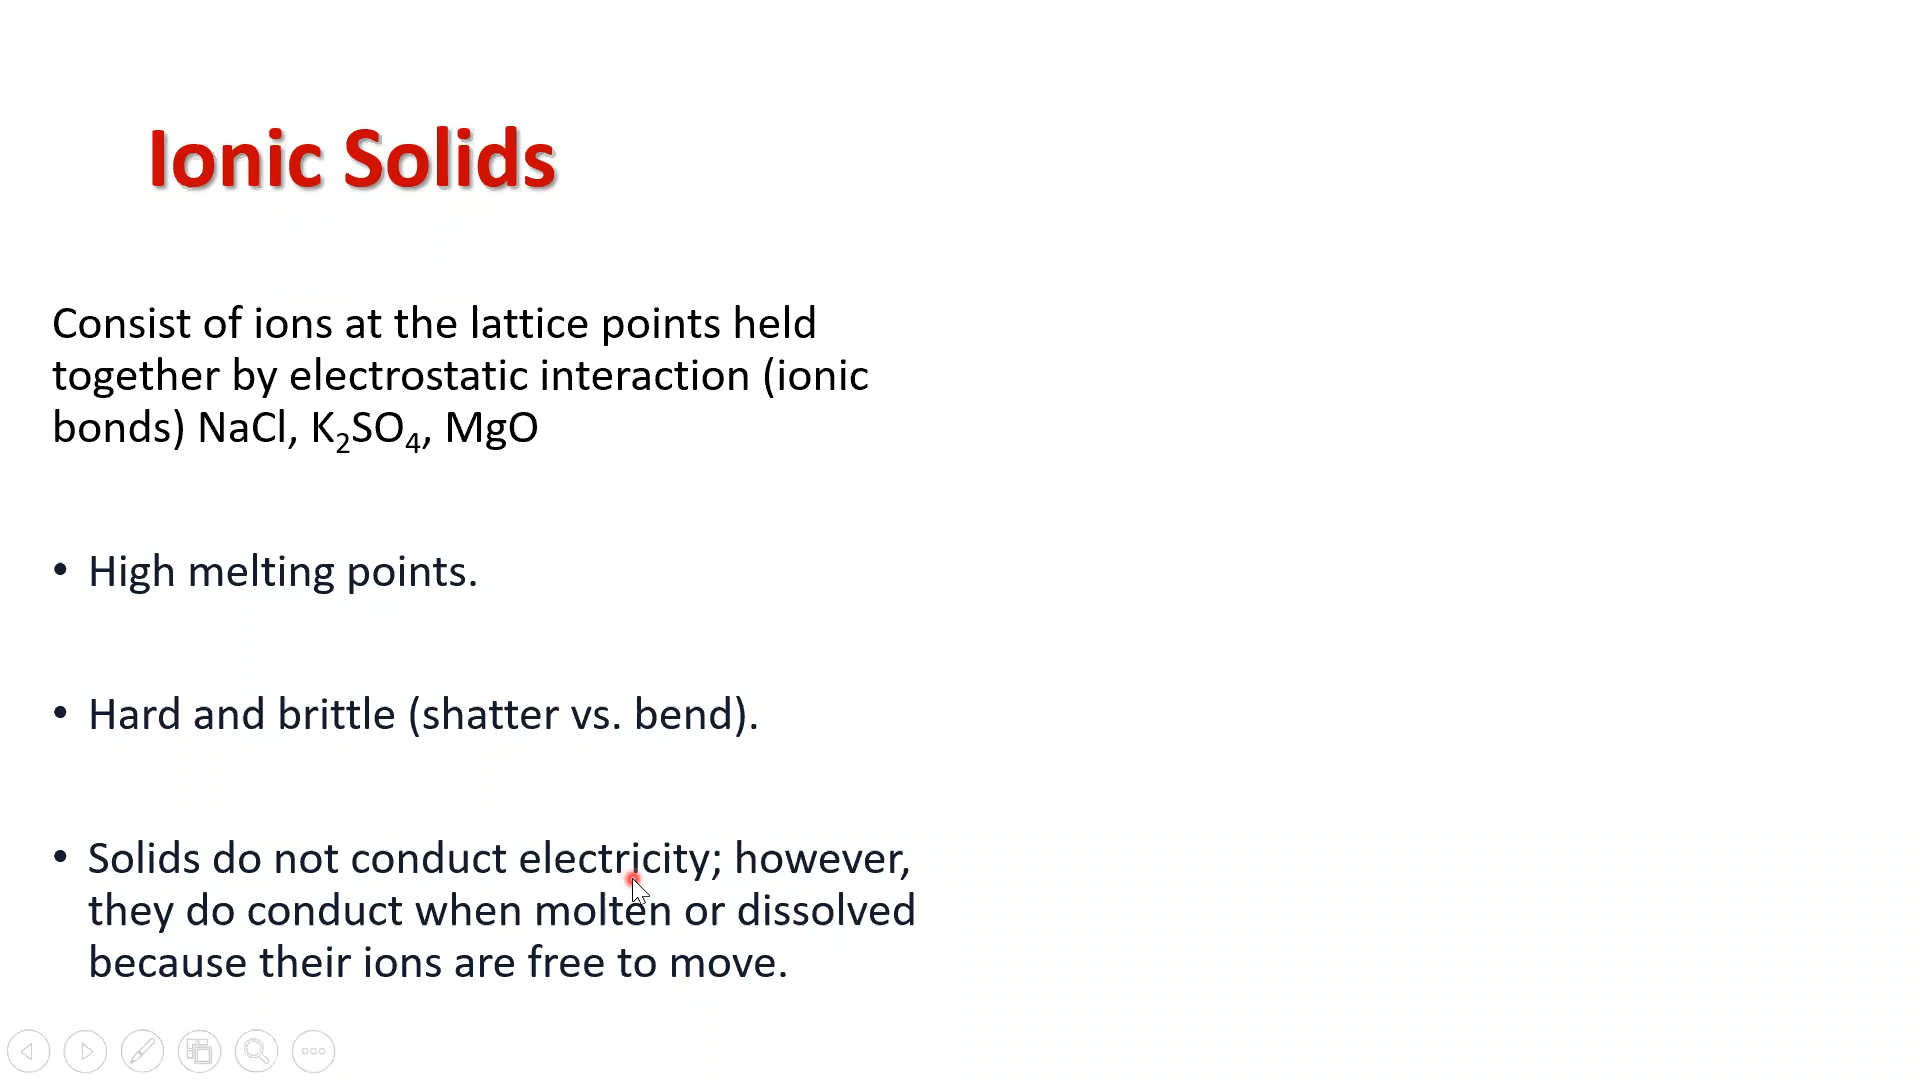 Ionic Solids
Consist of ions at the lattice points held
together by electrostatic interaction (ionic
bonds) NaCl, K₂SO₄, MgO
• High melting points.
• Hard and brittle (shatter vs. bend).
• Solids do not conduct electricity; however,
they do conduct when molten or dissolved
because their ions are free to move.